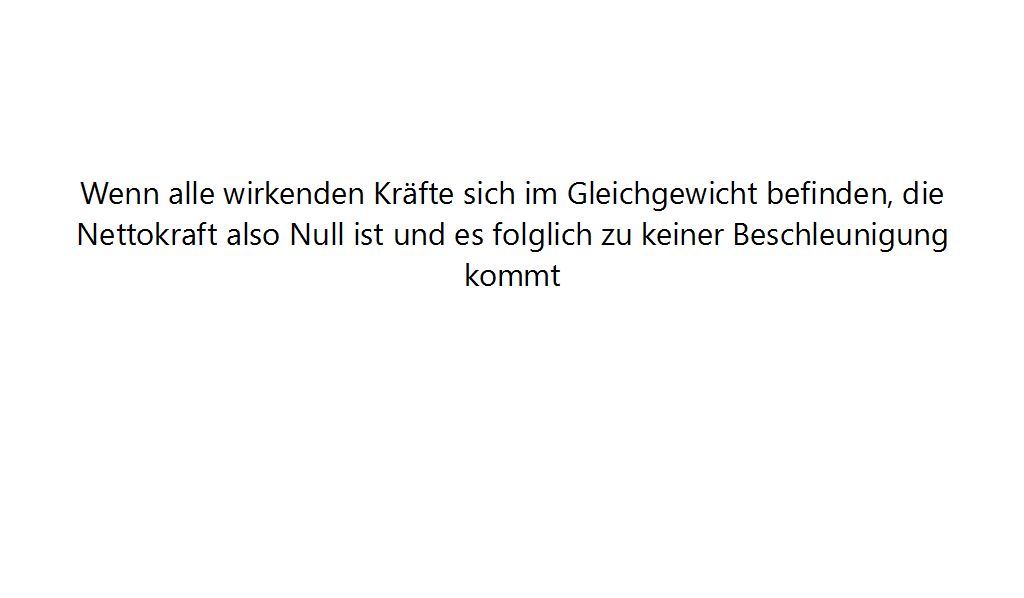 Wenn alle wirkenden Kräfte sich im Gleichgewicht befinden, die
Nettokraft also Null ist und es folglich zu keiner Beschleunigung
kommt